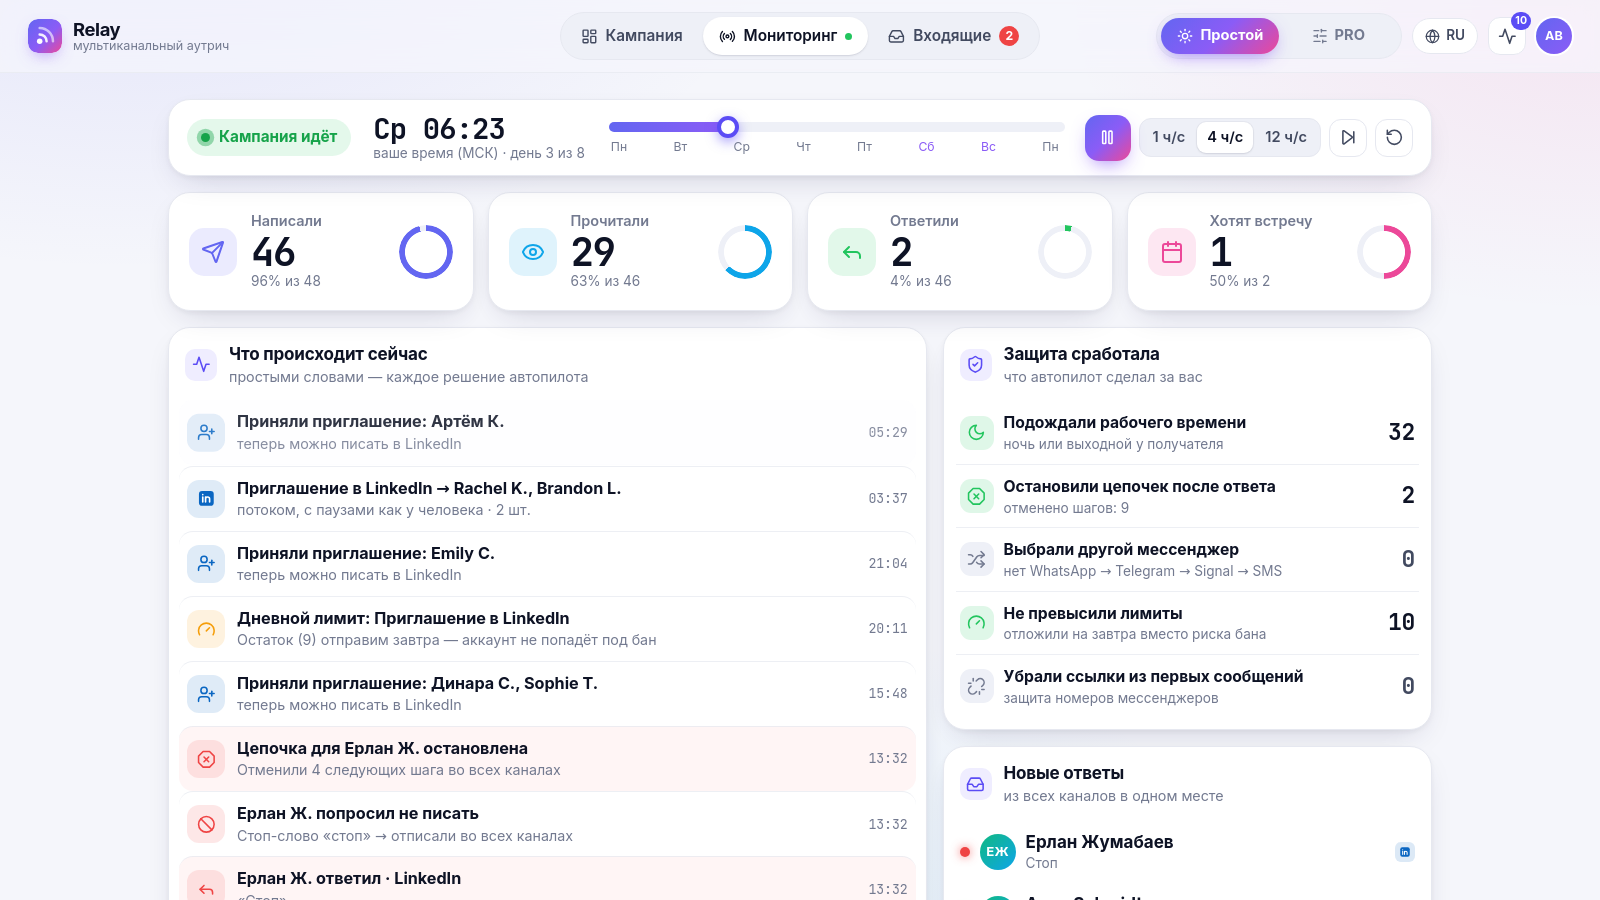 Relay
мультиканальный аутрич
Кампания
Мониторинг
Входящие 2
Простой
PRO
RU
10
AB
Кампания идёт
Ср 06:23
ваше время (МСК) · день 3 из 8
Пн Вт Ср Чт Пт Сб Вс Пн
1 ч/с 4 ч/с 12 ч/с
Написали
46
96% из 48
Прочитали
29
63% из 46
Ответили
2
4% из 46
Хотят встречу
1
50% из 2
Что происходит сейчас
простыми словами — каждое решение автопилота
Приняли приглашение: Артём К.
теперь можно писать в LinkedIn
05:29
Приглашение в LinkedIn → Rachel K., Brandon L.
потоком, с паузами как у человека · 2 шт.
03:37
Приняли приглашение: Emily C.
теперь можно писать в LinkedIn
21:04
Дневной лимит: Приглашение в LinkedIn
Остаток (9) отправим завтра — аккаунт не попадёт под бан
20:11
Приняли приглашение: Динара С., Sophie T.
теперь можно писать в LinkedIn
15:48
Цепочка для Ерлан Ж. остановлена
Отменили 4 следующих шага во всех каналах
13:32
Ерлан Ж. попросил не писать
Стоп-слово «стоп» → отписали во всех каналах
13:32
Ерлан Ж. ответил · LinkedIn
«Стоп»
13:32
Защита сработала
что автопилот сделал за вас
Подождали рабочего времени
ночь или выходной у получателя
32
Остановили цепочек после ответа
отменено шагов: 9
2
Выбрали другой мессенджер
нет WhatsApp → Telegram → Signal → SMS
0
Не превысили лимиты
отложили на завтра вместо риска бана
10
Убрали ссылки из первых сообщений
защита номеров мессенджеров
0
Новые ответы
из всех каналов в одном месте
ЕЖ
Ерлан Жумабаев
Стоп